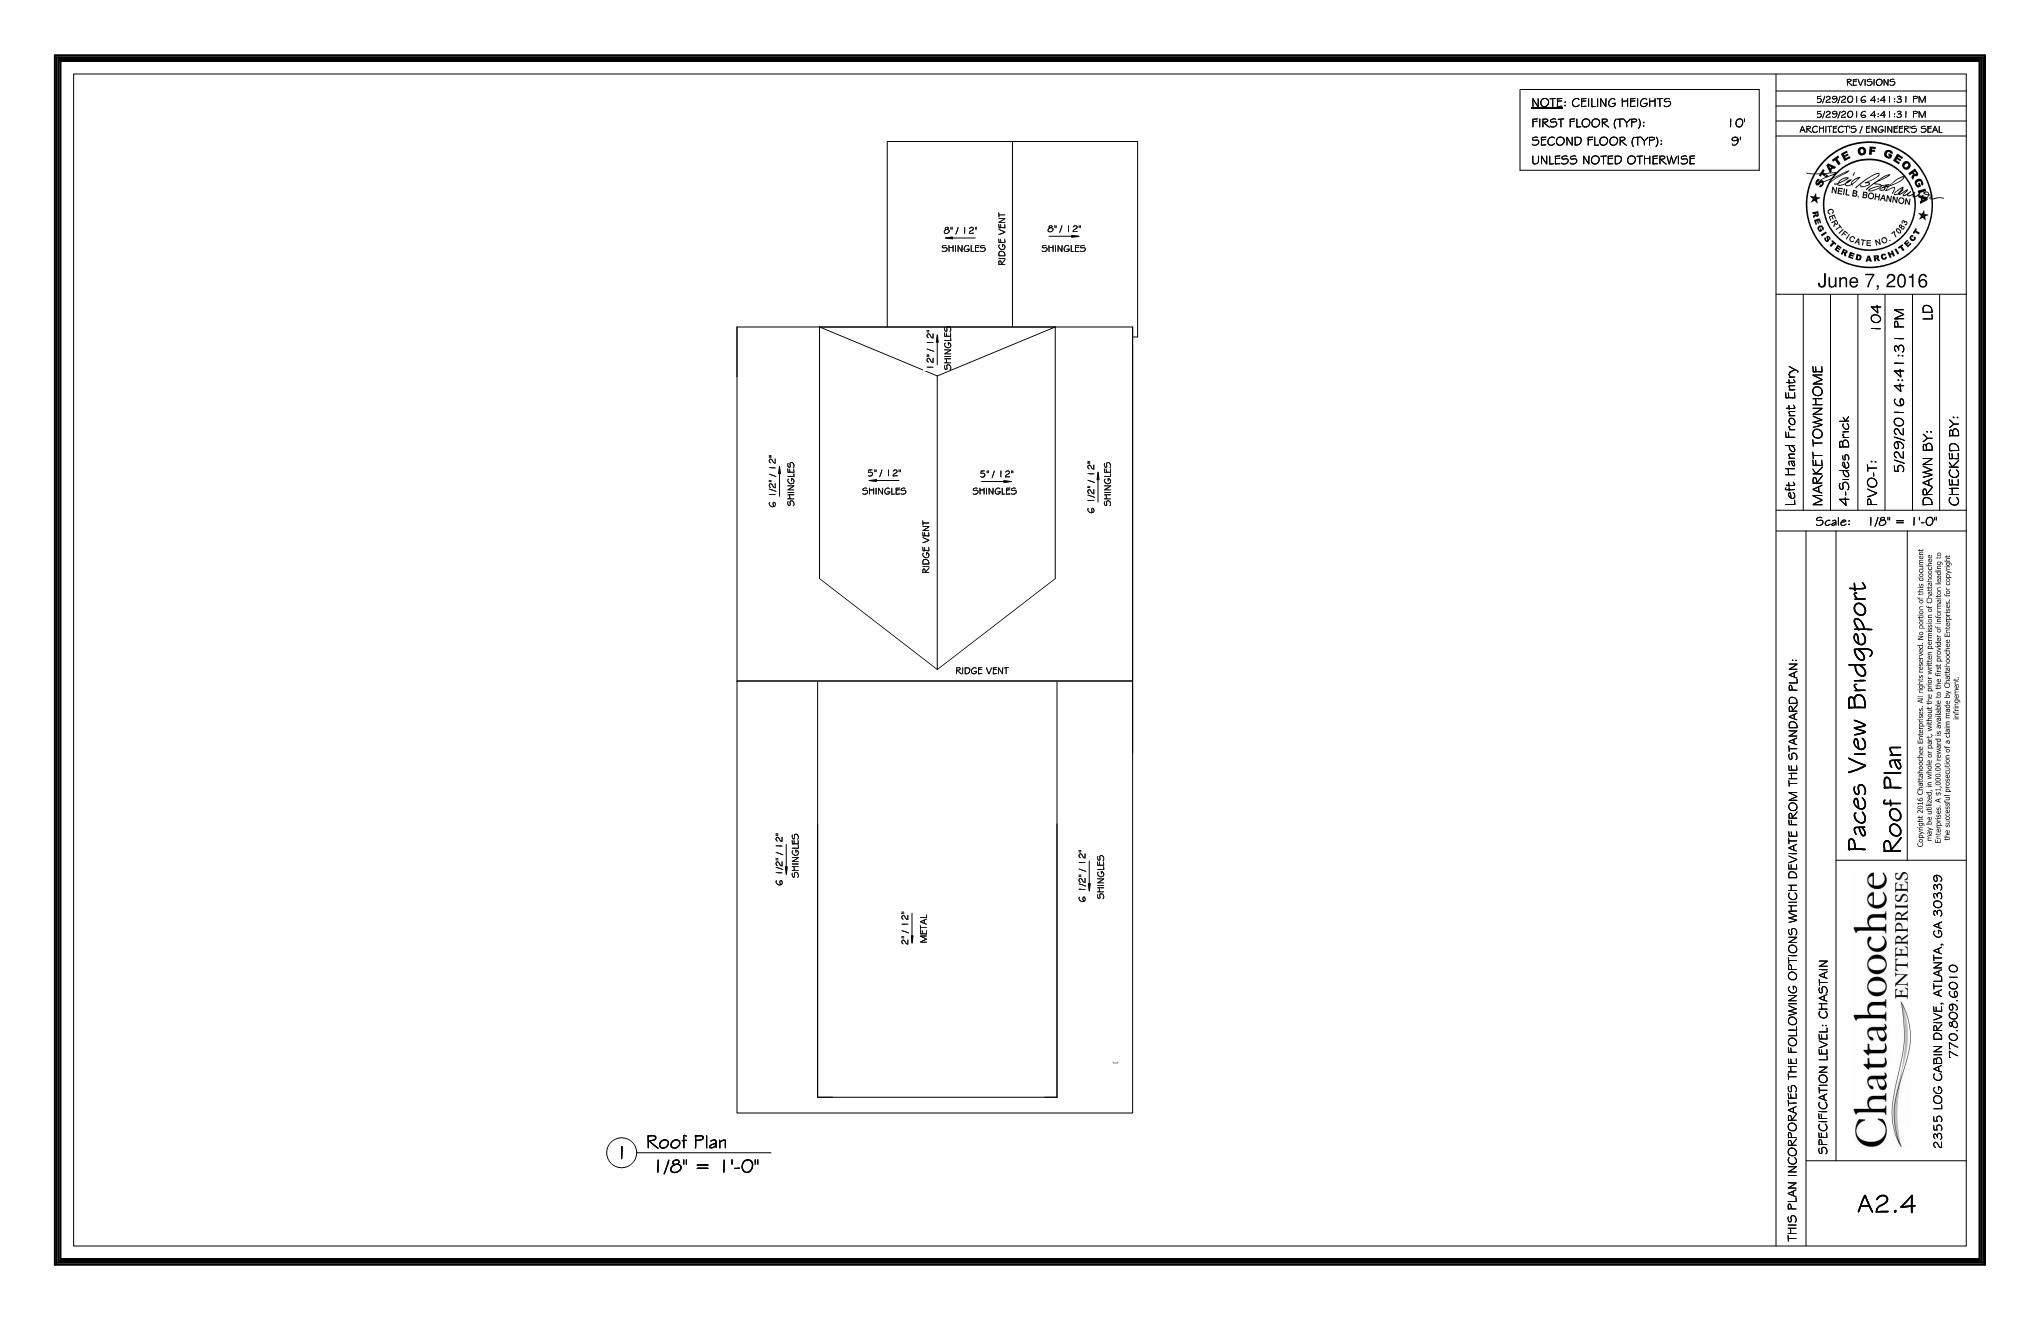 NOTE: CEILING HEIGHTS
FIRST FLOOR (TYP): 10'
SECOND FLOOR (TYP): 9'
UNLESS NOTED OTHERWISE
8" / 12"
SHINGLES
RIDGE VENT
8" / 12"
SHINGLES
12" / 12"
SHINGLES
6 1/2" / 12"
SHINGLES
5" / 12"
SHINGLES
5" / 12"
SHINGLES
6 1/2" / 12"
SHINGLES
RIDGE VENT
RIDGE VENT
6 1/2" / 12"
SHINGLES
6 1/2" / 12"
SHINGLES
2" / 12"
METAL
1
Roof Plan
1/8" = 1'-0"
REVISIONS
5/29/2016 4:41:31 PM
5/29/2016 4:41:31 PM
ARCHITECT'S / ENGINEER'S SEAL
STATE OF GEORGIA
NEIL B. BOHANNON
CERTIFICATE NO. 7083
REGISTERED ARCHITECT
June 7, 2016
Left Hand Front Entry
MARKET TOWNHOME
4-Sides Brick
PVO-T: 104
5/29/2016 4:41:31 PM
DRAWN BY: LD
CHECKED BY:
Scale: 1/8" = 1'-0"
THIS PLAN INCORPORATES THE FOLLOWING OPTIONS WHICH DEVIATE FROM THE STANDARD PLAN:
SPECIFICATION LEVEL: CHASTAIN
Paces View Bridgeport
Roof Plan
Copyright 2016 Chattahoochee Enterprises. All rights reserved. No portion of this document
may be utilized, in whole or part, without the prior written permission of Chattahoochee
Enterprises. A $1,000.00 reward is available to the first provider of informaiton leading to
the successful prosecution of a claim made by Chattahoochee Enterprises. for copyright
infringement.
Chattahoochee
ENTERPRISES
2355 LOG CABIN DRIVE, ATLANTA, GA 30339
770.809.6010
A2.4